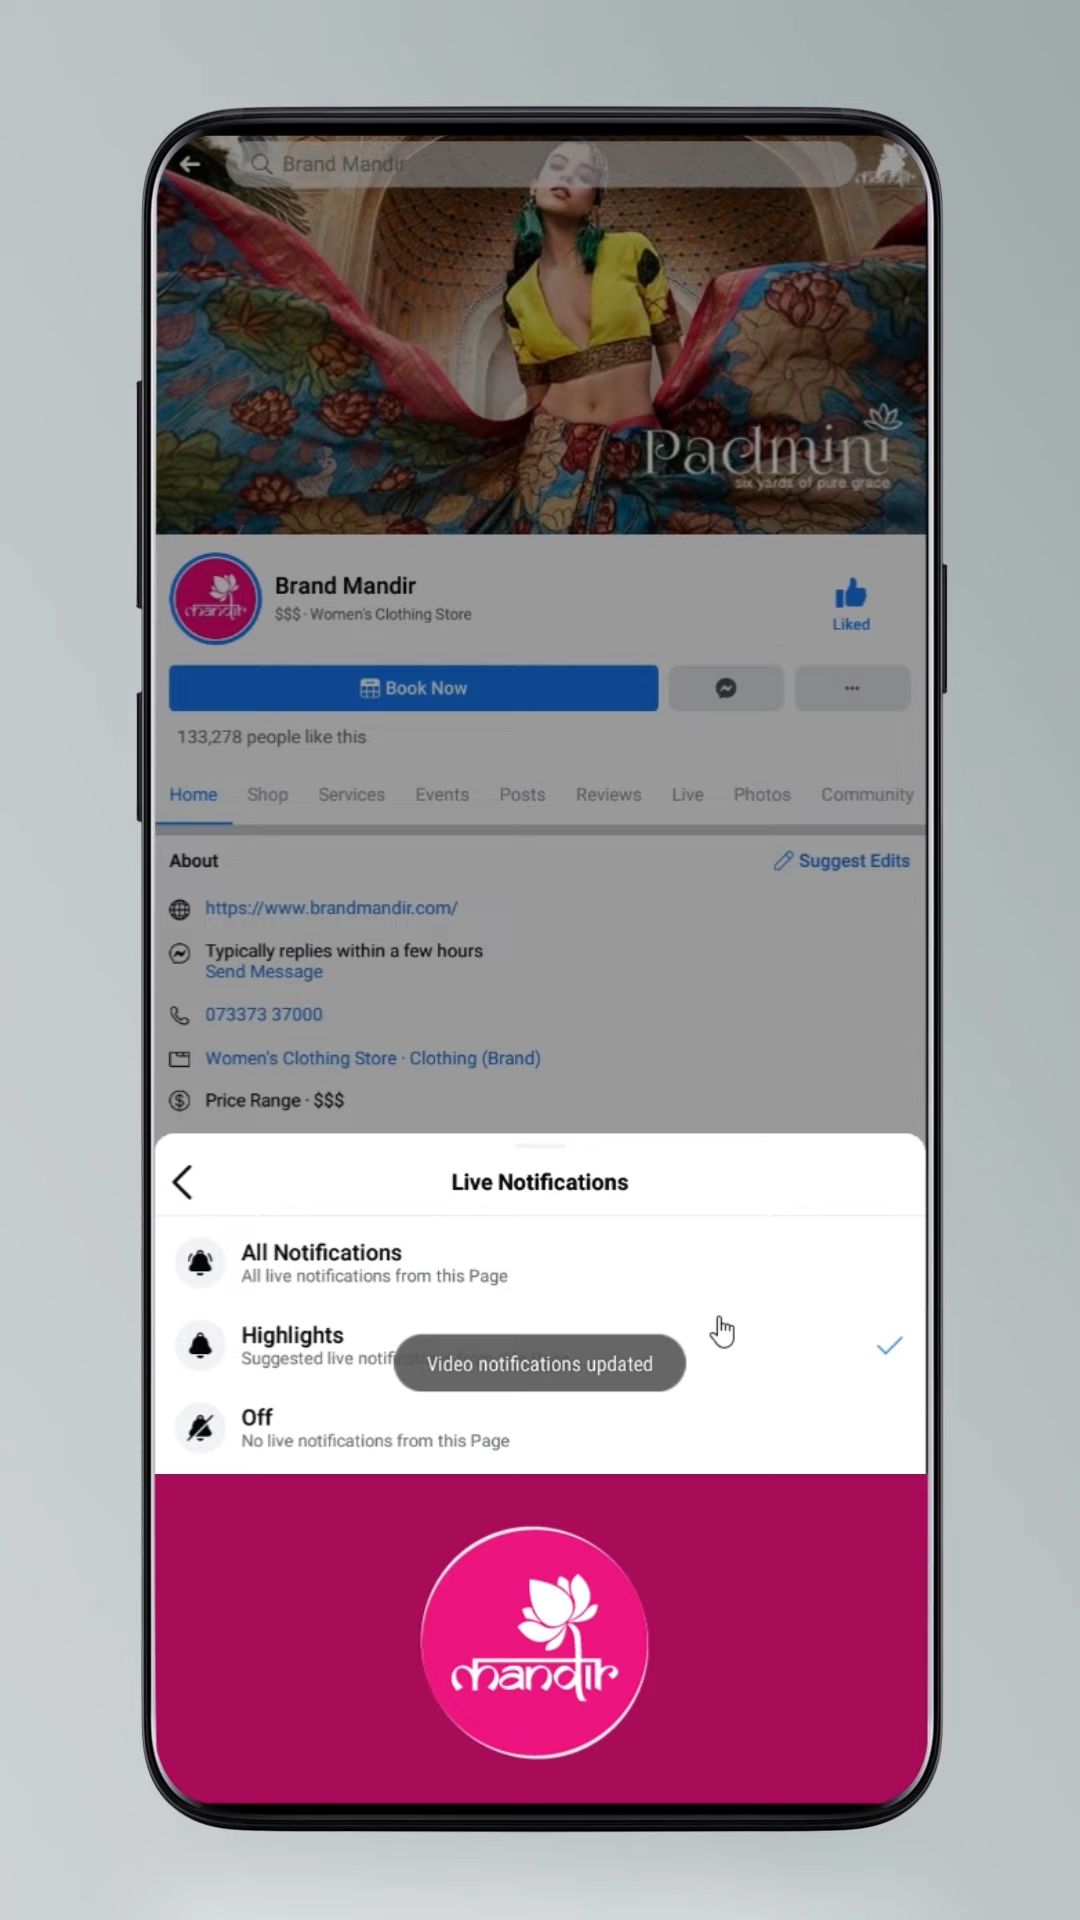 Brand Mandir
mandir
Padmini
six yards of pure grace
mandir
Brand Mandir
$$$ · Women's Clothing Store
Liked
Book Now
133,278 people like this
Home Shop Services Events Posts Reviews Live Photos Community
About
Suggest Edits
https://www.brandmandir.com/
Typically replies within a few hours
Send Message
073373 37000
Women's Clothing Store · Clothing (Brand)
Price Range · $$$
Live Notifications
All Notifications
All live notifications from this Page
Highlights
Suggested live
Video notifications updated
Off
No live notifications from this Page
mandir